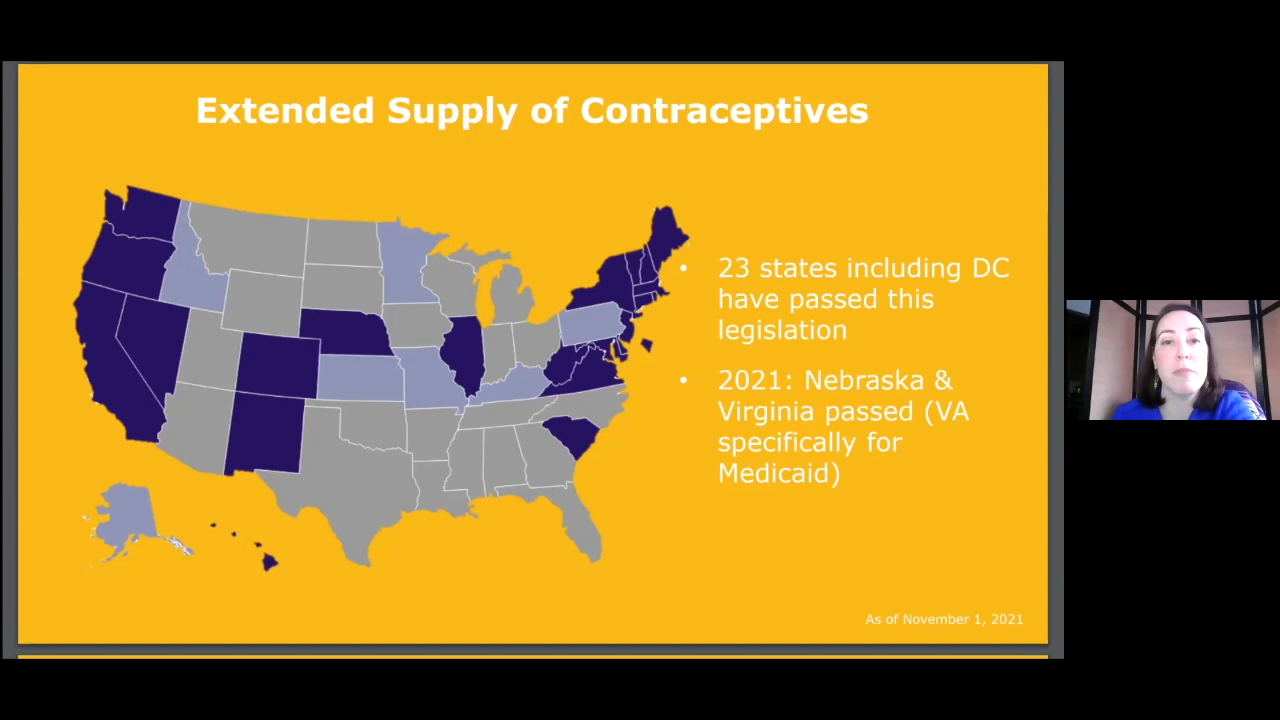 Extended Supply of Contraceptives
• 23 states including DC
have passed this
legislation
• 2021: Nebraska &
Virginia passed (VA
specifically for
Medicaid)
As of November 1, 2021